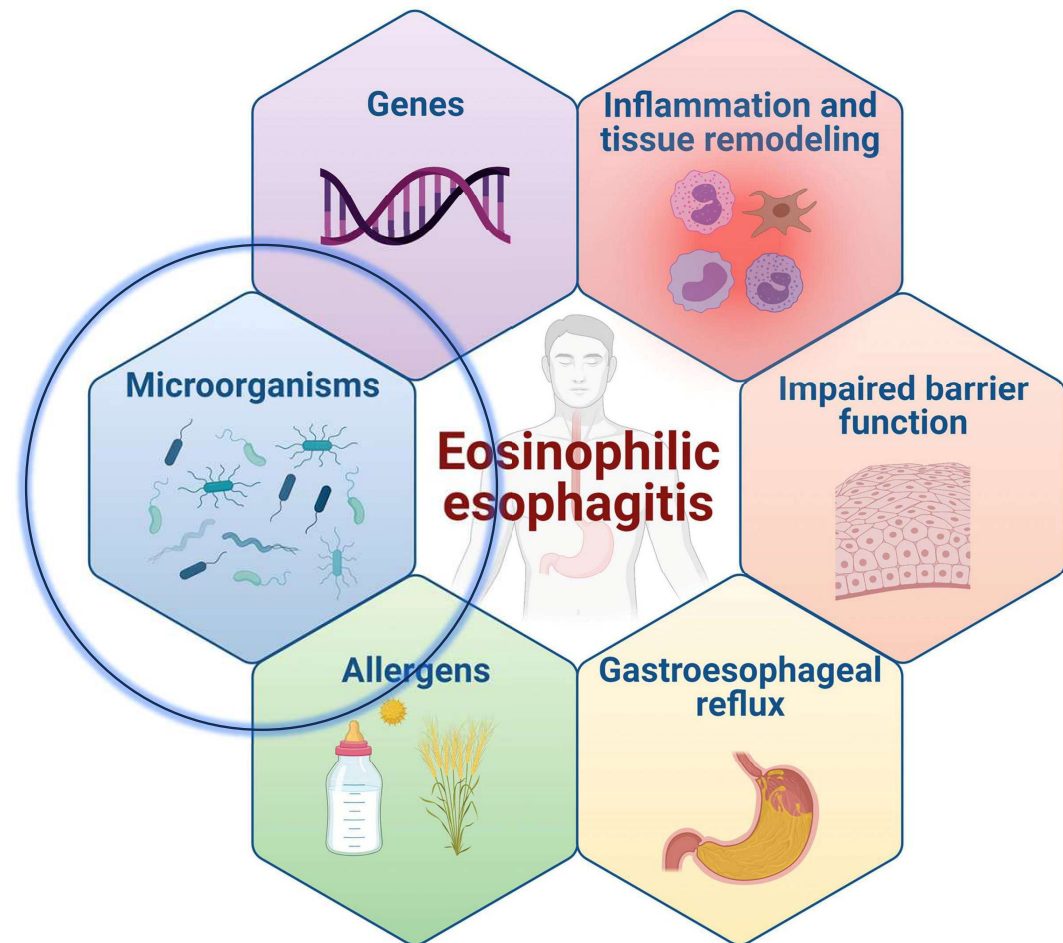 Genes
Inflammation and
tissue remodeling
Microorganisms
Eosinophilic
esophagitis
Impaired barrier
function
Allergens
Gastroesophageal
reflux